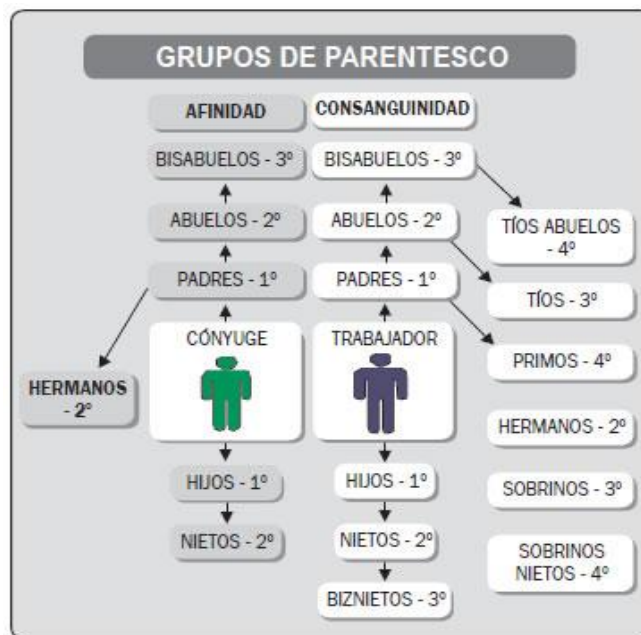 GRUPOS DE PARENTESCO
AFINIDAD
CONSANGUINIDAD
BISABUELOS - 3º
BISABUELOS - 3º
ABUELOS - 2º
ABUELOS - 2º
TÍOS ABUELOS
- 4º
PADRES - 1º
PADRES - 1º
TÍOS - 3º
CÓNYUGE
TRABAJADOR
PRIMOS - 4º
HERMANOS
- 2º
HERMANOS - 2º
HIJOS - 1º
HIJOS - 1º
SOBRINOS - 3º
NIETOS - 2º
NIETOS - 2º
SOBRINOS
NIETOS - 4º
BIZNIETOS - 3º